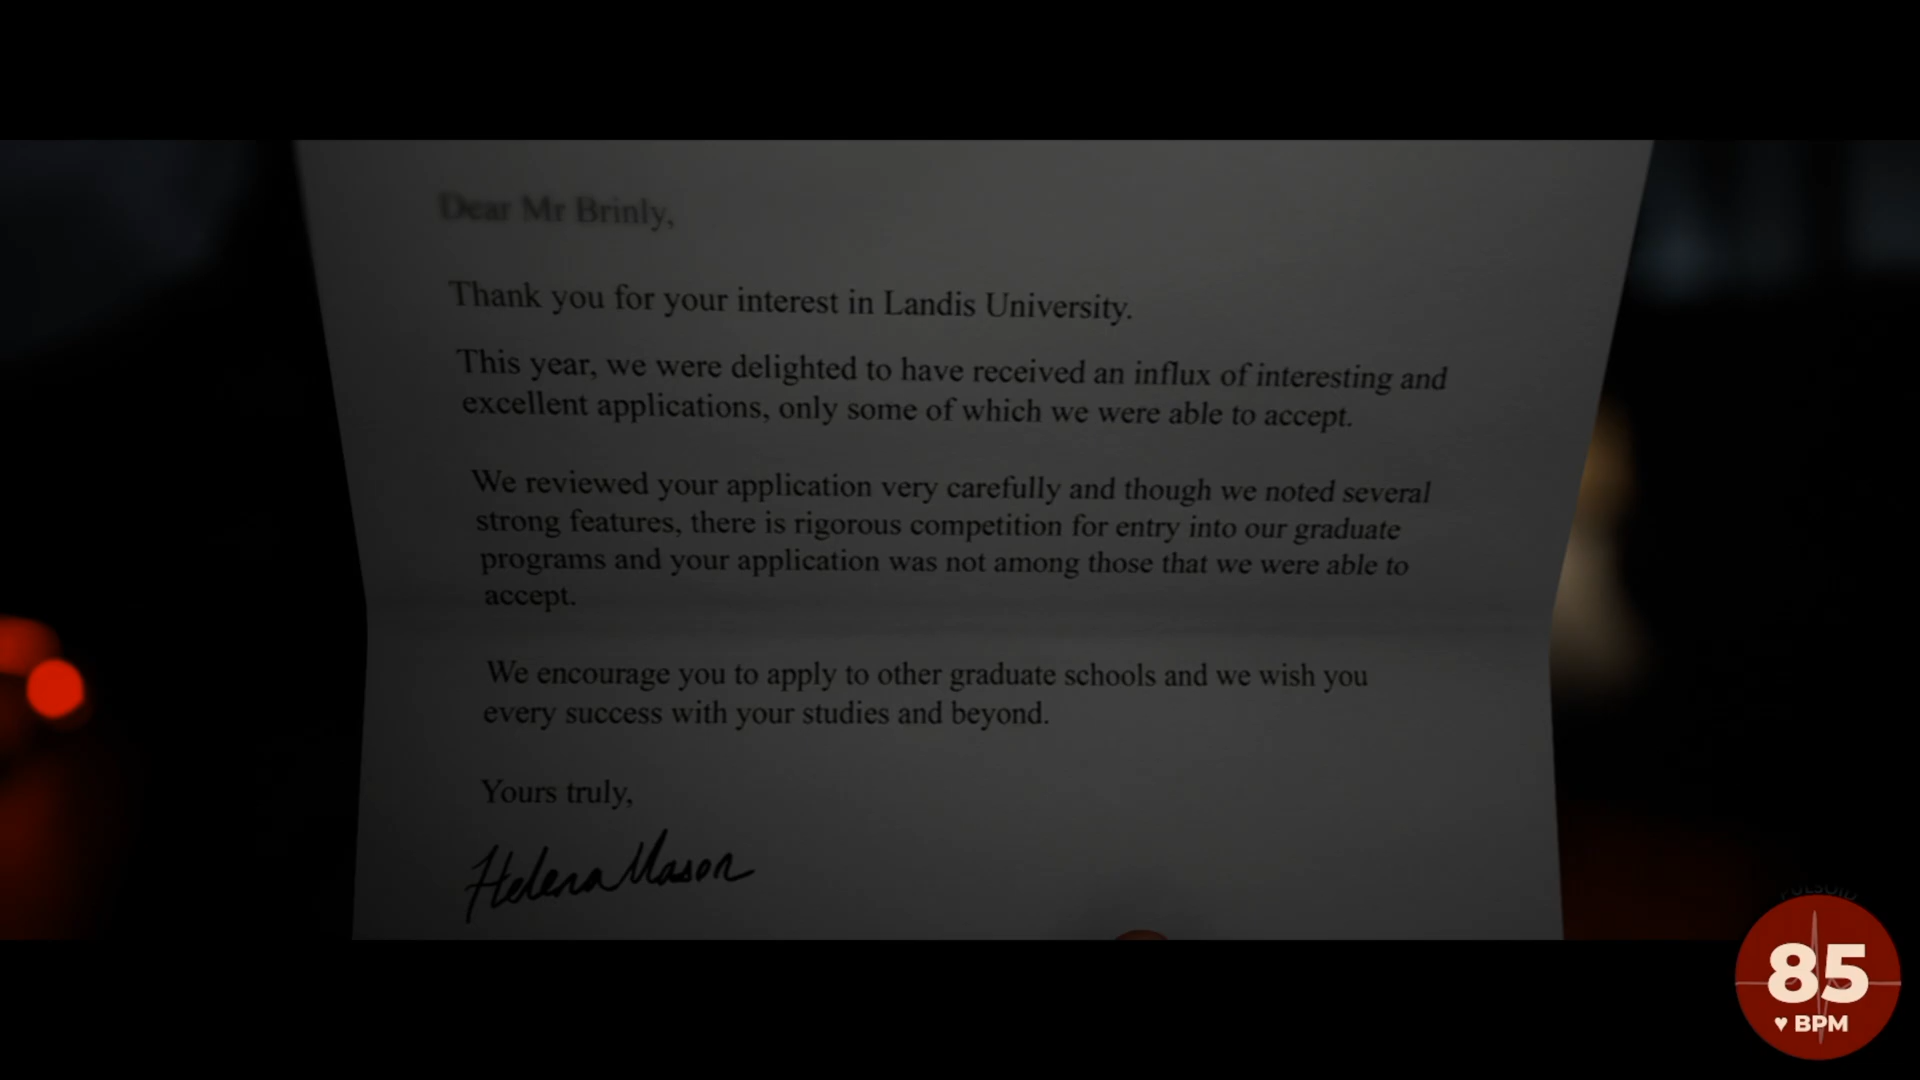 Dear Mr Brinly,
Thank you for your interest in Landis University.
This year, we were delighted to have received an influx of interesting and
excellent applications, only some of which we were able to accept.
We reviewed your application very carefully and though we noted several
strong features, there is rigorous competition for entry into our graduate
programs and your application was not among those that we were able to
accept.
We encourage you to apply to other graduate schools and we wish you
every success with your studies and beyond.
Yours truly,
Helena Mason
PULSOID
85
♥ BPM